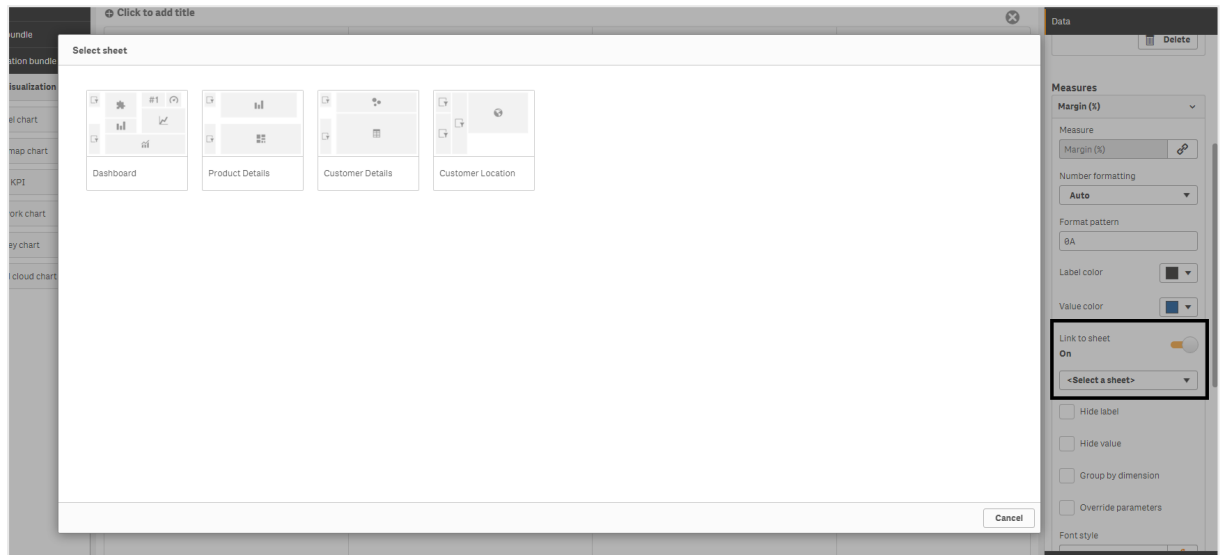 Click to add title
undle
ation bundle
isualization
el chart
map chart
KPI
ork chart
ey chart
l cloud chart
Select sheet
#1
Dashboard
Product Details
Customer Details
Customer Location
Cancel
Data
Delete
Measures
Margin (%)
Measure
Margin (%)
Number formatting
Auto
Format pattern
0A
Label color
Value color
Link to sheet
On
<Select a sheet>
Hide label
Hide value
Group by dimension
Override parameters
Font style